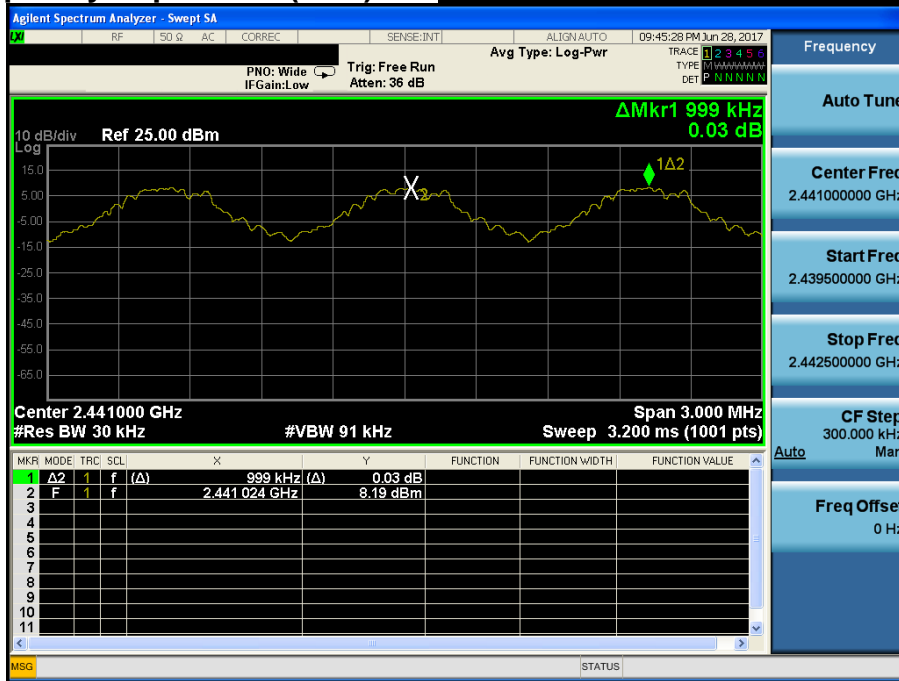 Agilent Spectrum Analyzer - Swept SA
LXI RF 50 Ω AC CORREC SENSE:INT ALIGNAUTO 09:45:28 PM Jun 28, 2017
Avg Type: Log-Pwr
TRACE 1 2 3 4 5 6
TYPE M WWWWW
DET P N N N N N
PNO: Wide
IFGain:Low
Trig: Free Run
Atten: 36 dB
ΔMkr1 999 kHz
0.03 dB
10 dB/div Ref 25.00 dBm
Log
15.0
5.00
-5.00
-15.0
-25.0
-35.0
-45.0
-55.0
-65.0
X2
1Δ2
Center 2.441000 GHz Span 3.000 MHz
#Res BW 30 kHz #VBW 91 kHz Sweep 3.200 ms (1001 pts)
MKR MODE TRC SCL X Y FUNCTION FUNCTION WIDTH FUNCTION VALUE
1 Δ2 1 f (Δ) 999 kHz (Δ) 0.03 dB
2 F 1 f 2.441 024 GHz 8.19 dBm
3
4
5
6
7
8
9
10
11
MSG STATUS
Frequency
Auto Tune
Center Freq
2.441000000 GHz
Start Freq
2.439500000 GHz
Stop Freq
2.442500000 GHz
CF Step
300.000 kHz
Auto Man
Freq Offset
0 Hz